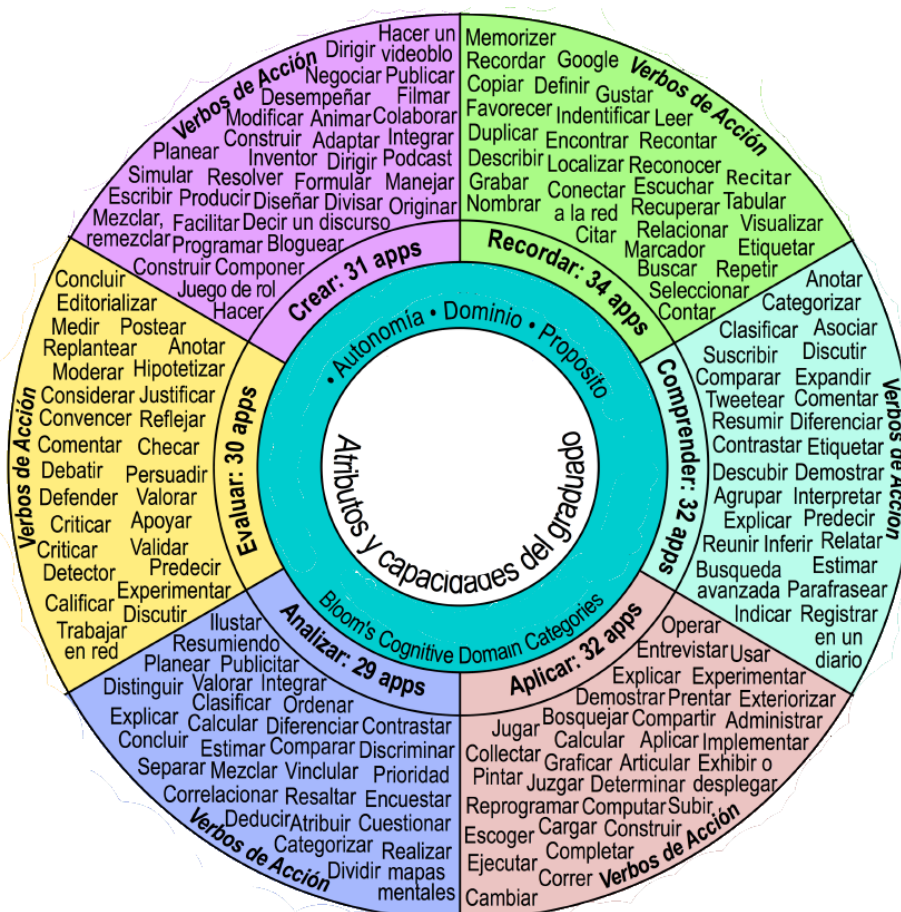 Atributos y capacidades del graduado
• Autonomía • Dominio • Propósito
Bloom's Cognitive Domain Categories
Recordar: 34 apps
Verbos de Acción
Memorizer
Recordar Google
Copiar Definir Gustar
Favorecer Indentificar Leer
Duplicar Encontrar Recontar
Describir Localizar Reconocer
Grabar Conectar a la red Escuchar Recitar
Nombrar Recuperar Tabular
Citar Relacionar Visualizar
Marcador Etiquetar
Buscar Repetir
Seleccionar
Contar
Comprender: 32 apps
Verbos de Acción
Anotar
Categorizar
Clasificar Asociar
Suscribir Discutir
Comparar Expandir
Tweetear Comentar
Resumir Diferenciar
Contrastar Etiquetar
Descubir Demostrar
Agrupar Interpretar
Explicar Predecir
Reunir Inferir Relatar
Busqueda avanzada Estimar
Parafrasear
Indicar Registrar en un diario
Aplicar: 32 apps
Verbos de Acción
Operar
Entrevistar Usar
Explicar Experimentar
Demostrar Prentar Exteriorizar
Jugar Bosquejar Compartir Administrar
Calcular Aplicar Implementar
Collectar Graficar Articular Exhibir o desplegar
Pintar Juzgar Determinar
Reprogramar Computar Subir
Escoger Cargar Construir
Ejecutar Completar
Correr
Cambiar
Analizar: 29 apps
Verbos de Acción
Ilustar
Resumiendo
Planear Publicitar
Distinguir Valorar Integrar
Clasificar Ordenar
Explicar Calcular Diferenciar Contrastar
Concluir Estimar Comparar Discriminar
Separar Mezclar Vinclular Prioridad
Correlacionar Resaltar Encuestar
Deducir Atribuir Cuestionar
Categorizar Realizar mapas mentales
Dividir
Evaluar: 30 apps
Verbos de Acción
Concluir
Editorializar
Medir Postear
Replantear Anotar
Moderar Hipotetizar
Considerar Justificar
Convencer Reflejar
Comentar Checar
Debatir Persuadir
Defender Valorar
Criticar Apoyar
Criticar Validar
Detector Predecir
Calificar Experimentar
Trabajar en red Discutir
Crear: 31 apps
Verbos de Acción
Hacer un videoblo
Dirigir
Negociar Publicar
Desempeñar Filmar
Modificar Animar Colaborar
Construir Adaptar Integrar
Planear Inventor Dirigir Podcast
Simular Resolver Formular Manejar
Escribir Producir Diseñar Divisar Originar
Mezclar, remezclar Facilitar Decir un discurso
Programar Bloguear
Construir Componer
Juego de rol
Hacer